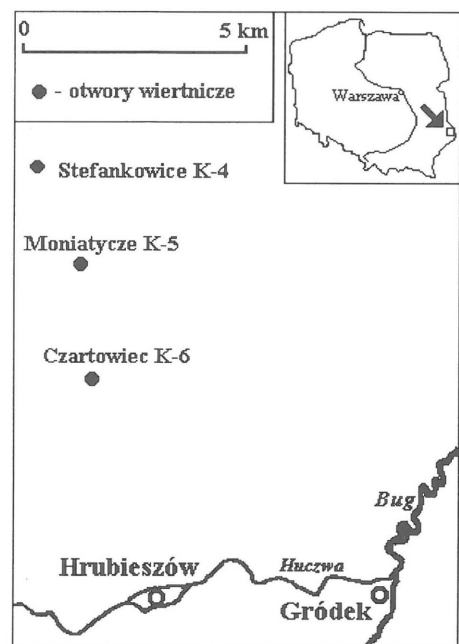 0 5 km
- otwory wiertnicze
Warszawa
Stefankowice K-4
Moniatycze K-5
Czartowiec K-6
Bug
Hrubieszów
Huczwa
Gródek